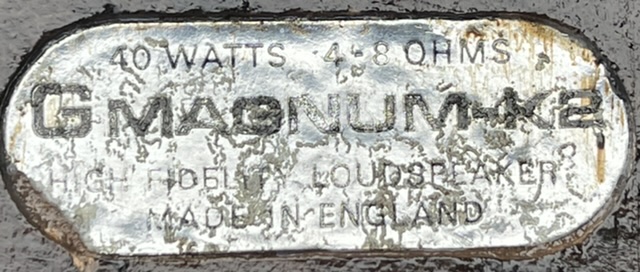 40 WATTS 4-8 OHMS
G MAGNUM-K2
HIGH FIDELITY LOUDSPEAKER
MADE IN ENGLAND